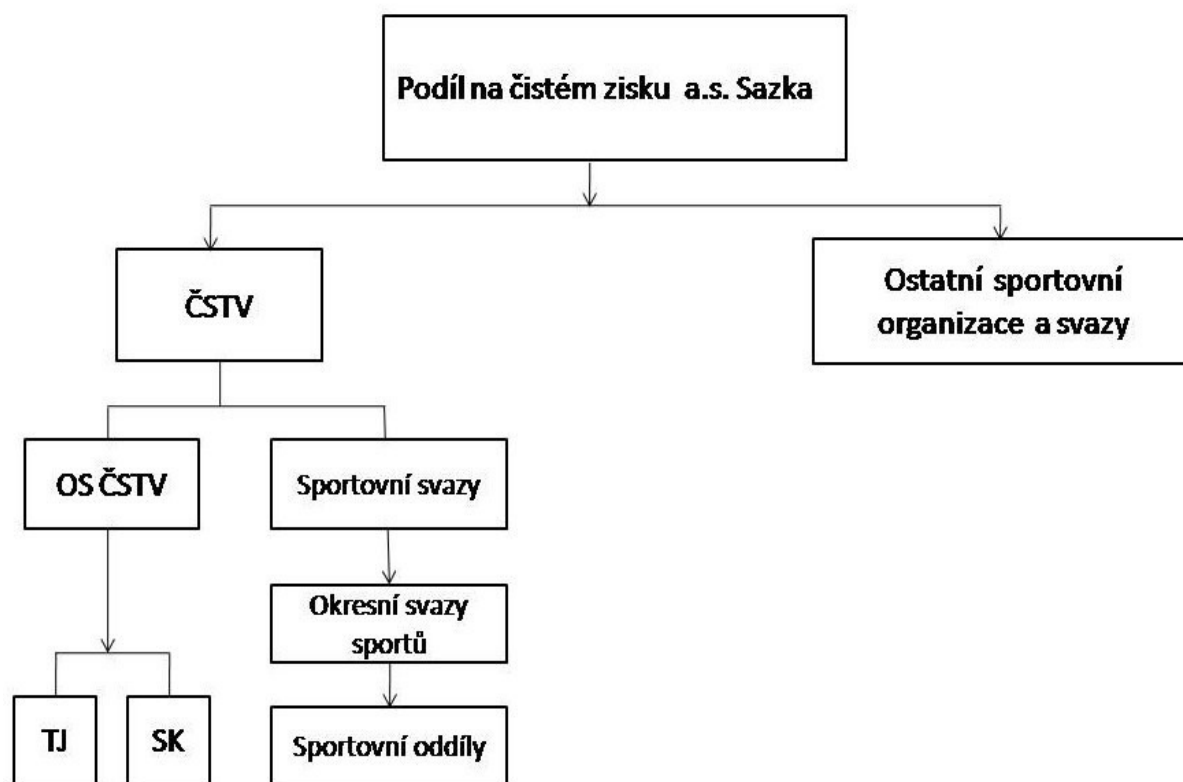 Podíl na čistém zisku a.s. Sazka
ČSTV
Ostatní sportovní
organizace a svazy
OS ČSTV
Sportovní svazy
Okresní svazy
sportů
TJ
SK
Sportovní oddíly